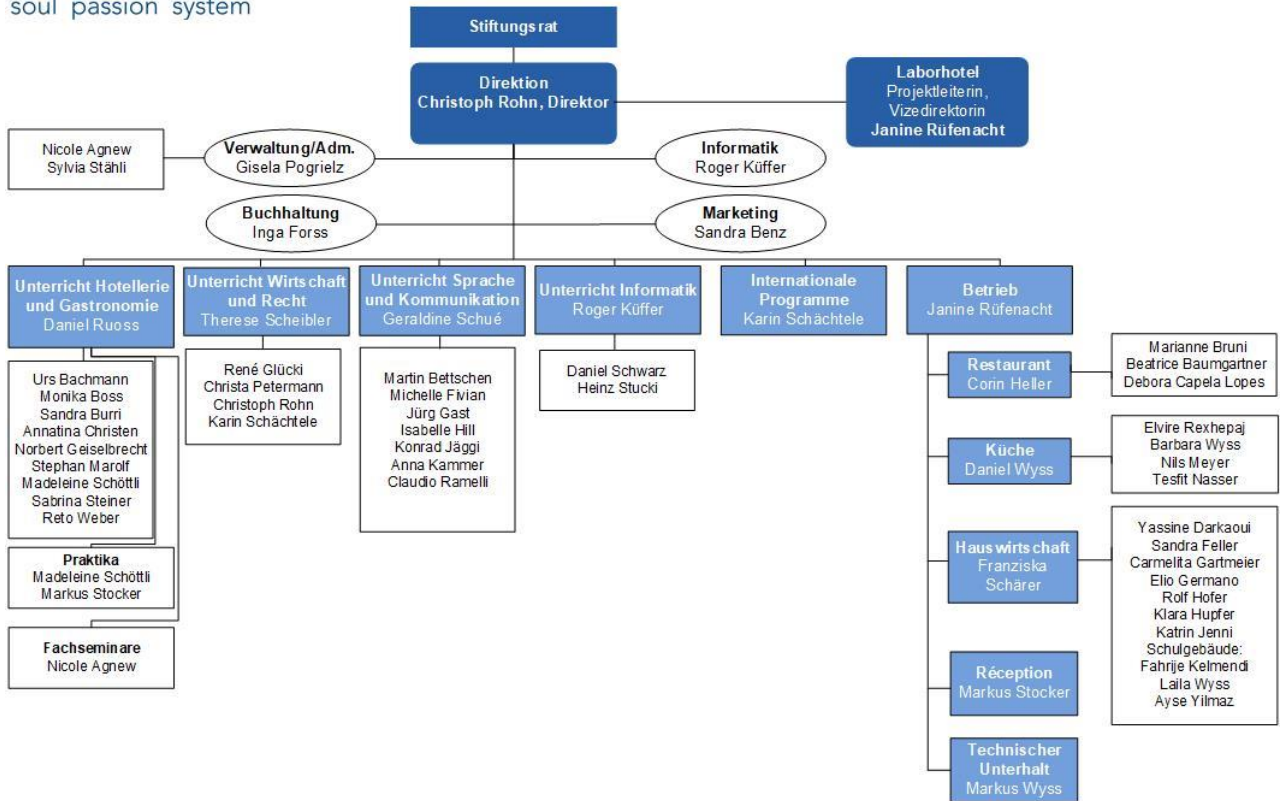 soul passion system
Stiftungsrat
Direktion
Christoph Rohn, Direktor
Laborhotel
Projektleiterin,
Vizedirektorin
Janine Rüfenacht
Nicole Agnew
Sylvia Stähli
Verwaltung/Adm.
Gisela Pogrielz
Informatik
Roger Küffer
Buchhaltung
Inga Forss
Marketing
Sandra Benz
Unterricht Hotellerie
und Gastronomie
Daniel Ruoss
Unterricht Wirtschaft
und Recht
Therese Scheibler
Unterricht Sprache
und Kommunikation
Geraldine Schué
Unterricht Informatik
Roger Küffer
Internationale
Programme
Karin Schächtele
Betrieb
Janine Rüfenacht
Urs Bachmann
Monika Boss
Sandra Burri
Annatina Christen
Norbert Geiselbrecht
Stephan Marolf
Madeleine Schöttli
Sabrina Steiner
Reto Weber
Praktika
Madeleine Schöttli
Markus Stocker
Fachseminare
Nicole Agnew
René Glücki
Christa Petermann
Christoph Rohn
Karin Schächtele
Martin Bettschen
Michelle Fivian
Jürg Gast
Isabelle Hill
Konrad Jäggi
Anna Kammer
Claudio Ramelli
Daniel Schwarz
Heinz Stucki
Restaurant
Corin Heller
Marianne Bruni
Beatrice Baumgartner
Debora Capela Lopes
Küche
Daniel Wyss
Elvire Rexhepaj
Barbara Wyss
Nils Meyer
Tesfit Nasser
Hauswirtschaft
Franziska
Schärer
Yassine Darkaoui
Sandra Feller
Carmelita Gartmeier
Elio Germano
Rolf Hofer
Klara Hupfer
Katrin Jenni
Schulgebäude:
Fahrije Kelmendi
Laila Wyss
Ayse Yilmaz
Réception
Markus Stocker
Technischer
Unterhalt
Markus Wyss